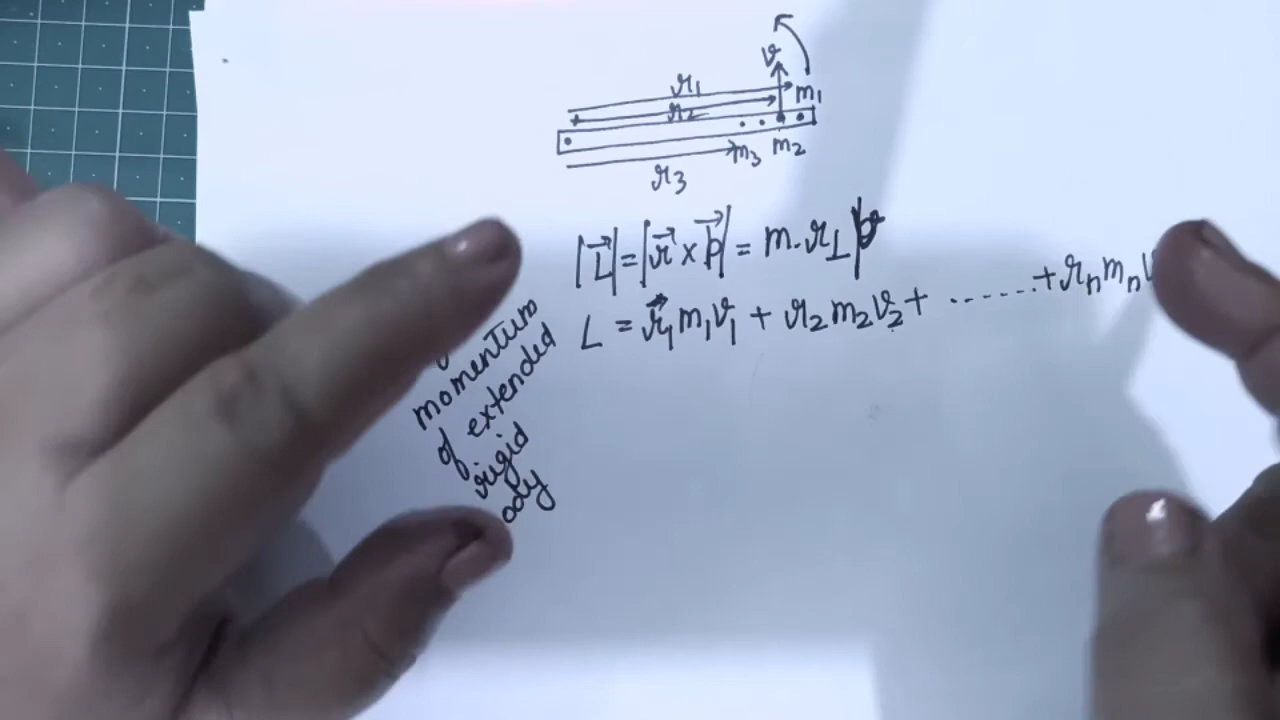 v
r₁
m₁
r₂
m₃ m₂
r₃
|L⃗| = |r⃗ × p⃗| = m · r⊥
L = r₁m₁v₁ + r₂m₂v₂ + ...... + rₙmₙv
momentum
of extended
rigid
ody